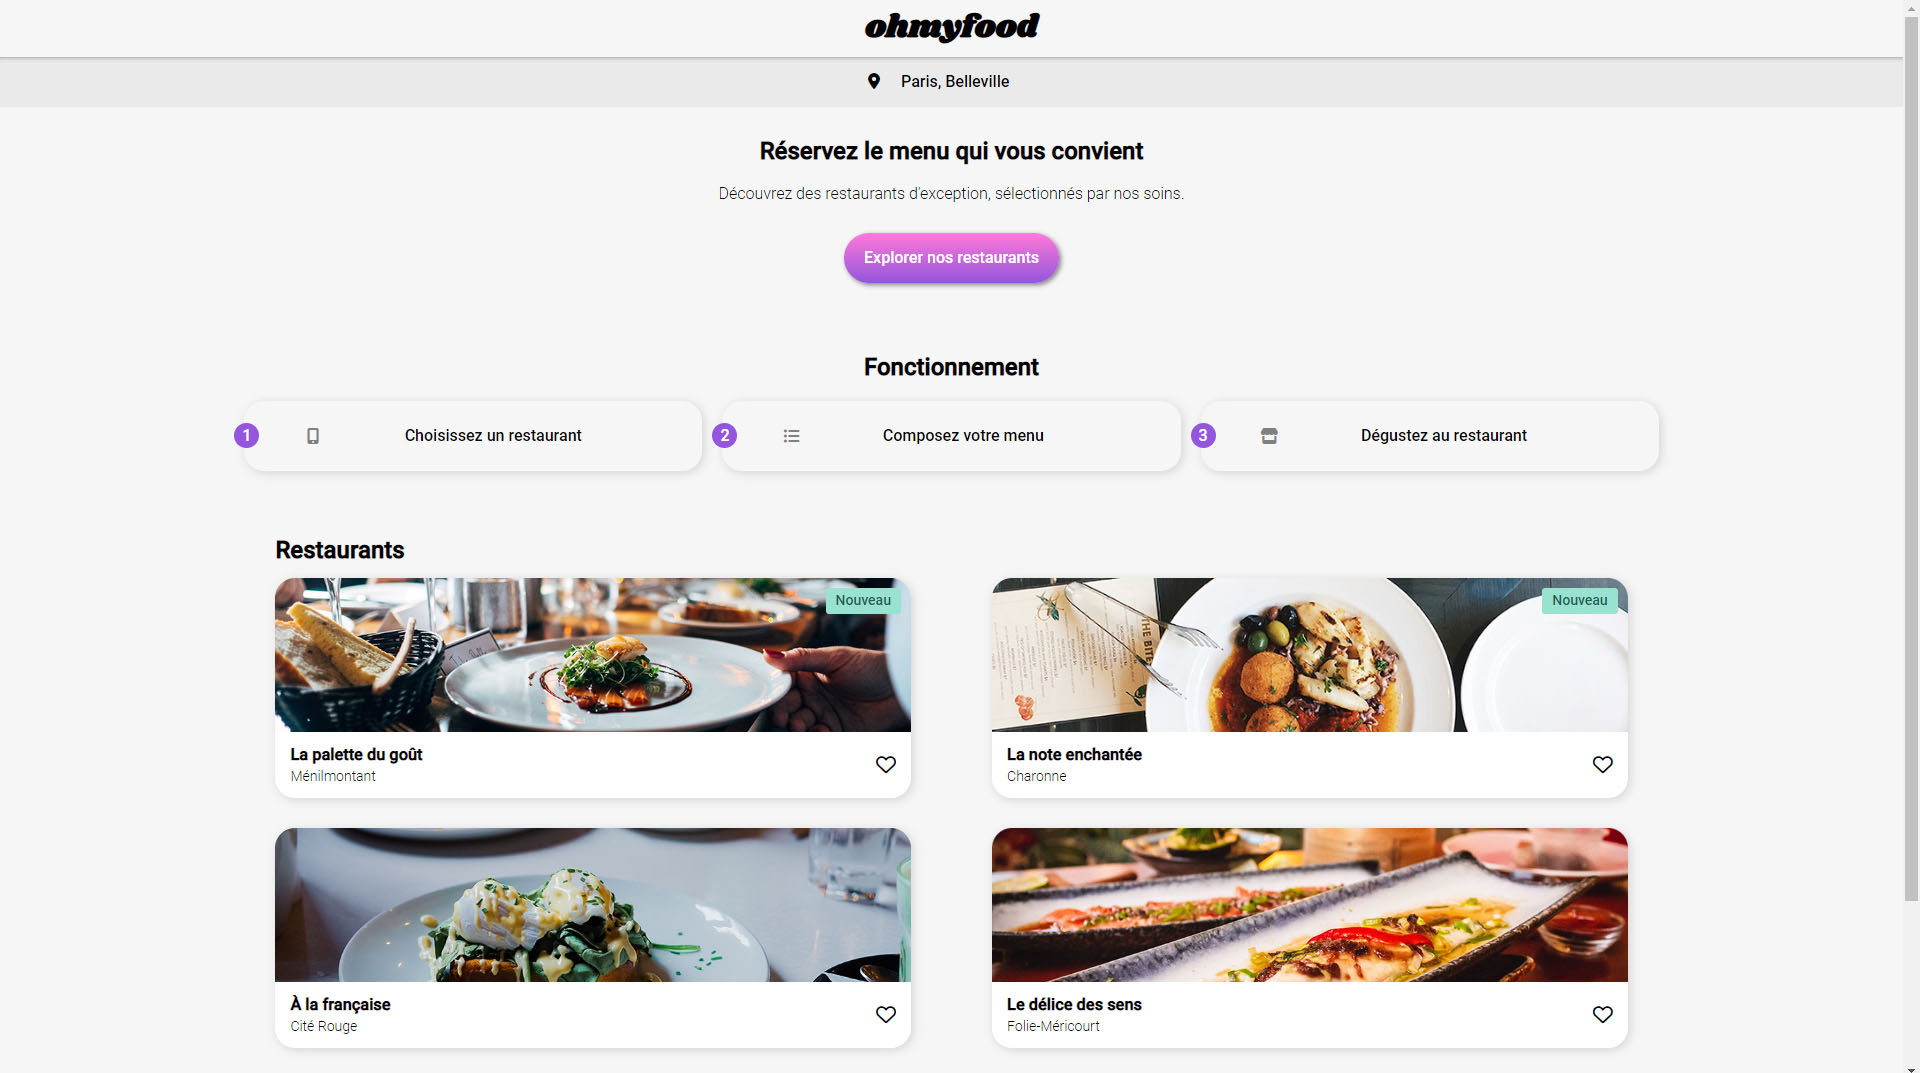 ohmyfood
Paris, Belleville
Réservez le menu qui vous convient
Découvrez des restaurants d'exception, sélectionnés par nos soins.
Explorer nos restaurants
Fonctionnement
1 Choisissez un restaurant
2 Composez votre menu
3 Dégustez au restaurant
Restaurants
Nouveau
La palette du goût
Ménilmontant
Nouveau
La note enchantée
Charonne
À la française
Cité Rouge
Le délice des sens
Folie-Méricourt